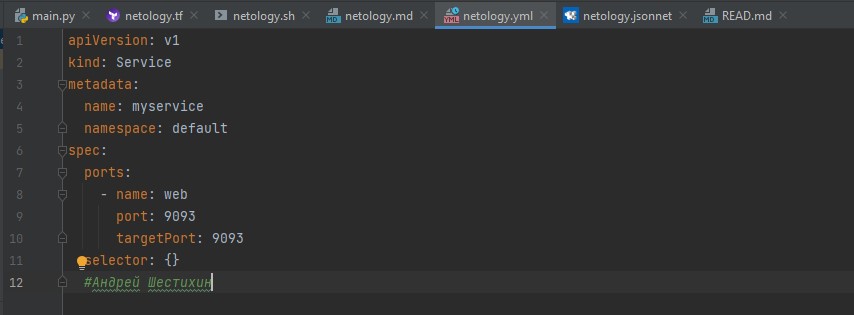 main.py netology.tf netology.sh netology.md netology.yml netology.jsonnet READ.md
1 apiVersion: v1
2 kind: Service
3 metadata:
4   name: myservice
5   namespace: default
6 spec:
7   ports:
8     - name: web
9       port: 9093
10       targetPort: 9093
11   selector: {}
12   #Андрей Шестихин